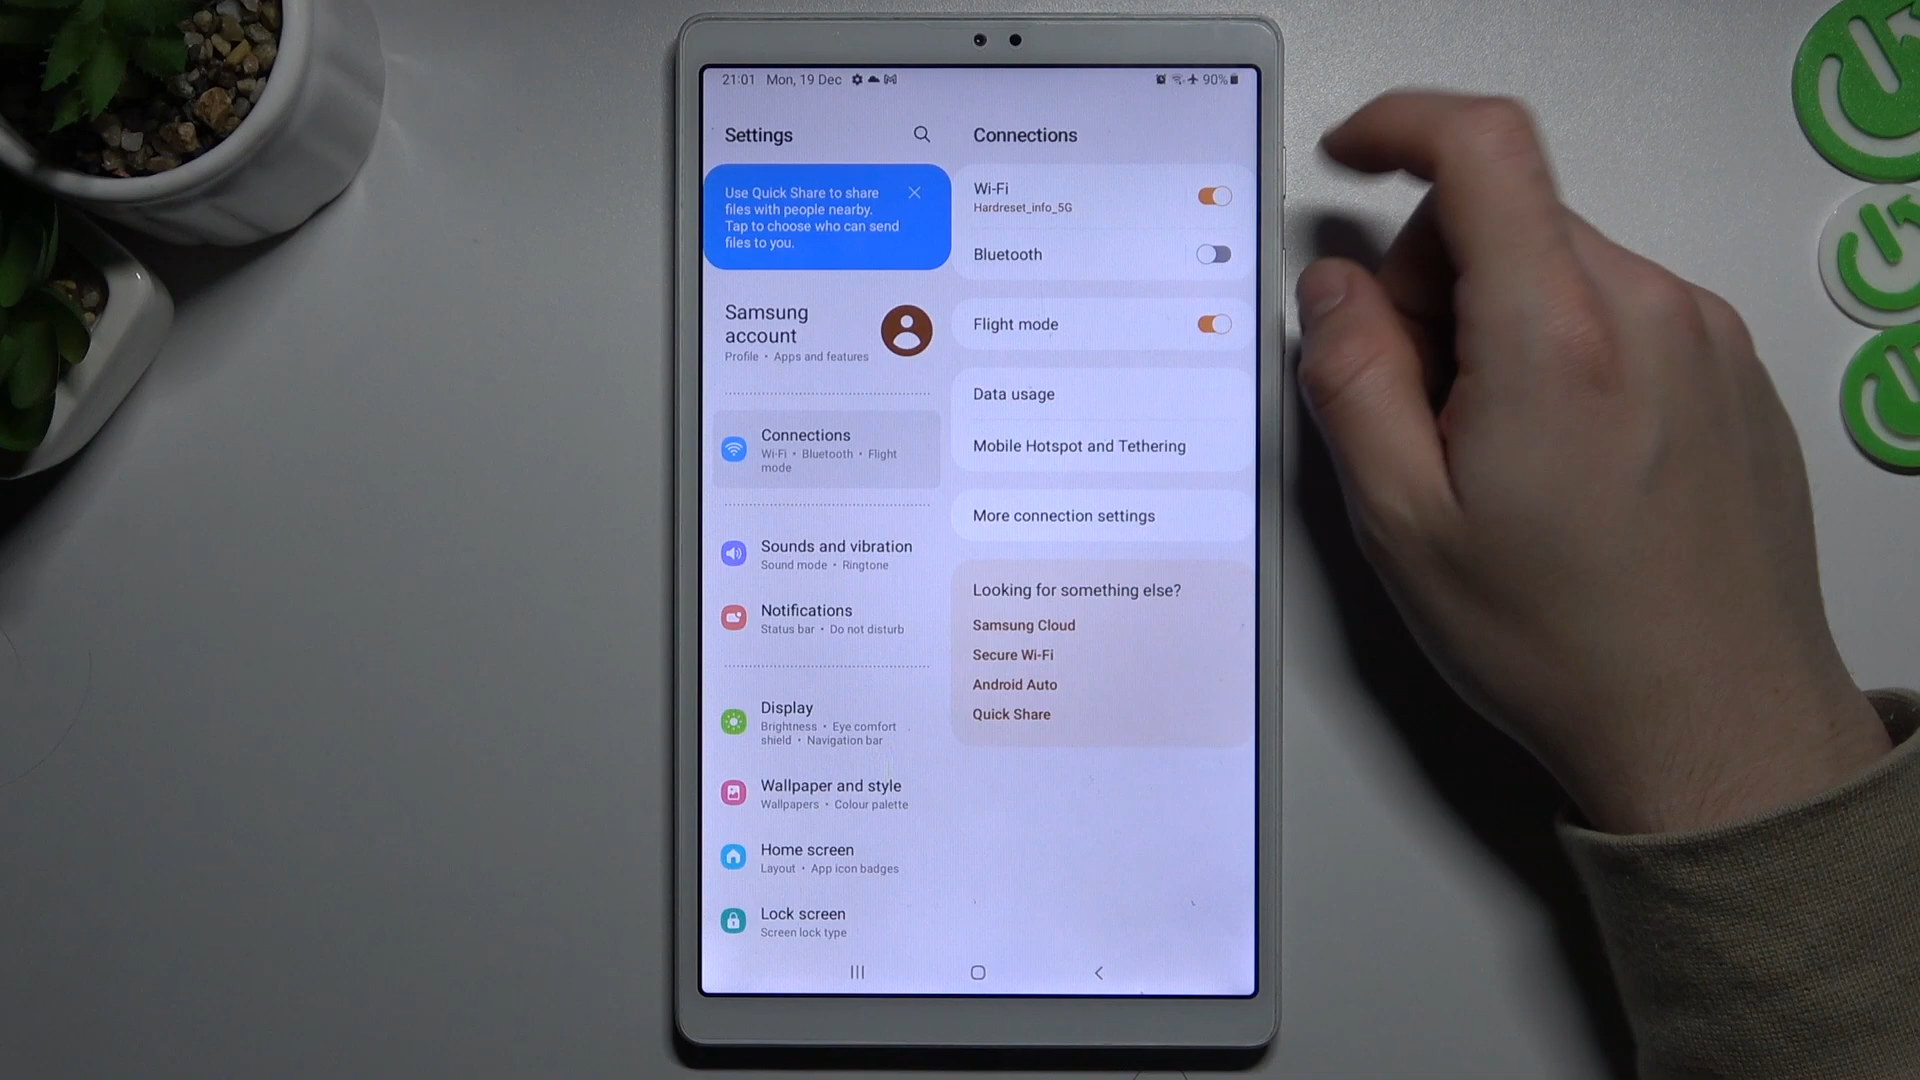 21:01 Mon, 19 Dec
90%
Settings
Use Quick Share to share
files with people nearby.
Tap to choose who can send
files to you.
Samsung
account
Profile • Apps and features
Connections
Wi-Fi • Bluetooth • Flight
mode
Sounds and vibration
Sound mode • Ringtone
Notifications
Status bar • Do not disturb
Display
Brightness • Eye comfort
shield • Navigation bar
Wallpaper and style
Wallpapers • Colour palette
Home screen
Layout • App icon badges
Lock screen
Screen lock type
Connections
Wi-Fi
Hardreset_info_5G
Bluetooth
Flight mode
Data usage
Mobile Hotspot and Tethering
More connection settings
Looking for something else?
Samsung Cloud
Secure Wi-Fi
Android Auto
Quick Share